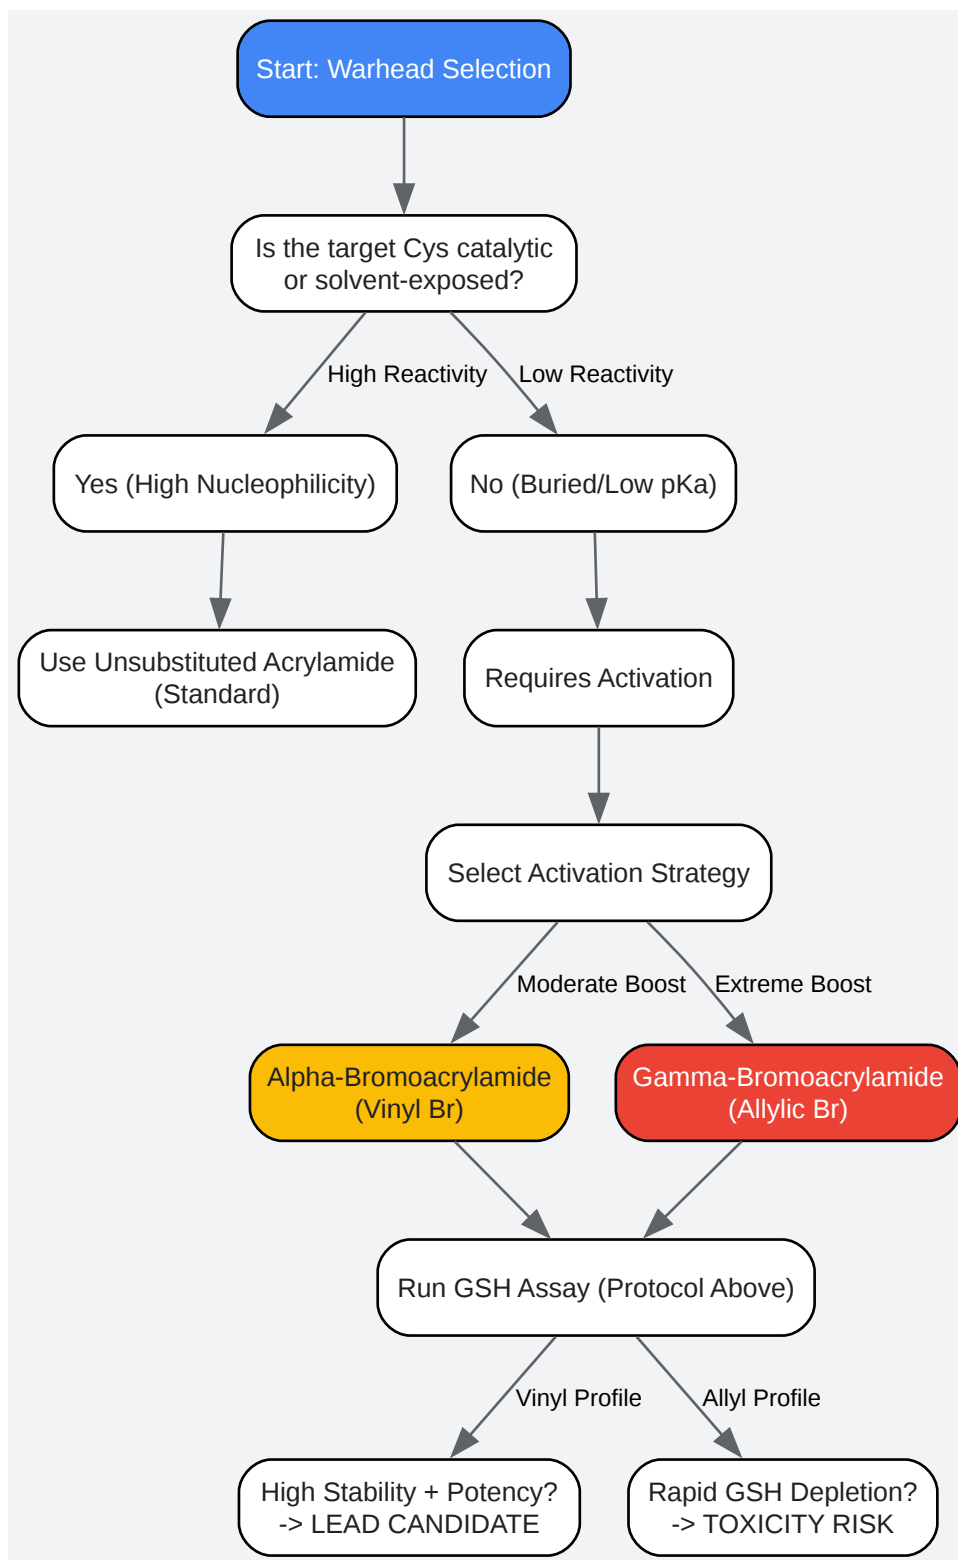 Start: Warhead Selection
Is the target Cys catalytic
or solvent-exposed?
High Reactivity
Low Reactivity
Yes (High Nucleophilicity)
No (Buried/Low pKa)
Use Unsubstituted Acrylamide
(Standard)
Requires Activation
Select Activation Strategy
Moderate Boost
Extreme Boost
Alpha-Bromoacrylamide
(Vinyl Br)
Gamma-Bromoacrylamide
(Allylic Br)
Run GSH Assay (Protocol Above)
Vinyl Profile
Allyl Profile
High Stability + Potency?
-> LEAD CANDIDATE
Rapid GSH Depletion?
-> TOXICITY RISK